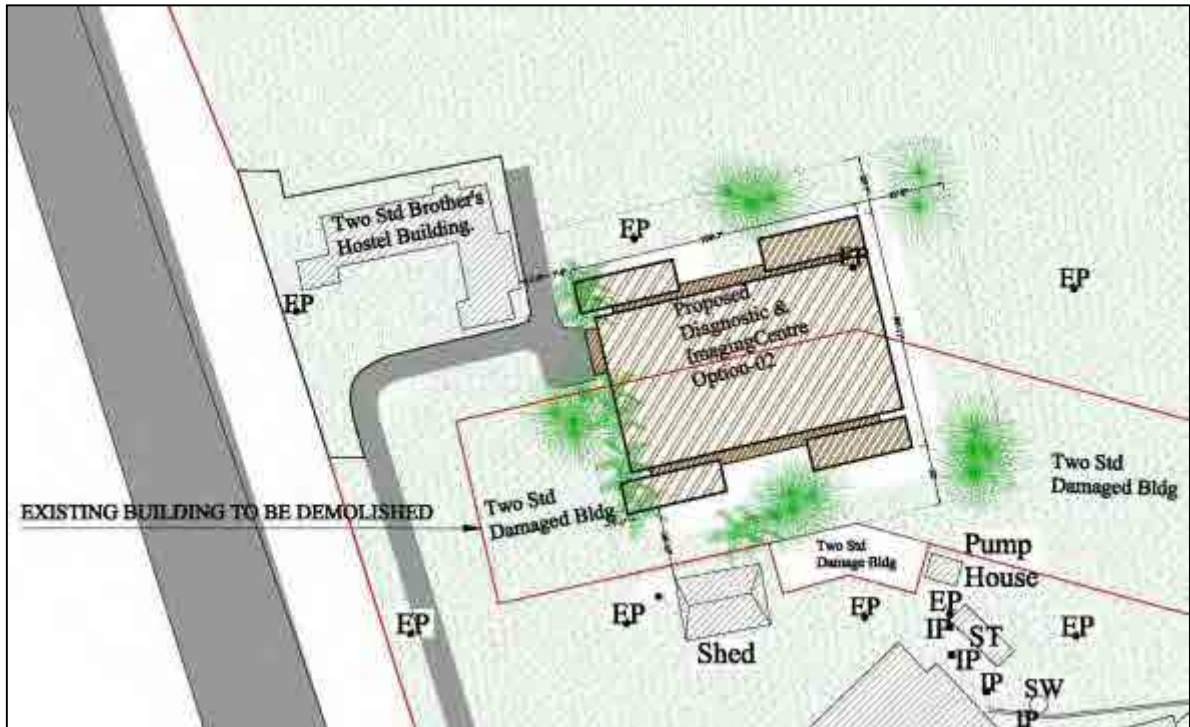 Two Std Brother's
Hostel Building.
EP
EP
EP
EP
Proposed
Diagnostic &
ImagingCentre
Option-02
EXISTING BUILDING TO BE DEMOLISHED
Two Std
Damaged Bldg
Two Std
Damaged Bldg
Two Std
Damage Bldg
Pump
House
EP
EP
EP
EP
EP
IP
ST
IP
IP
SW
IP
Shed